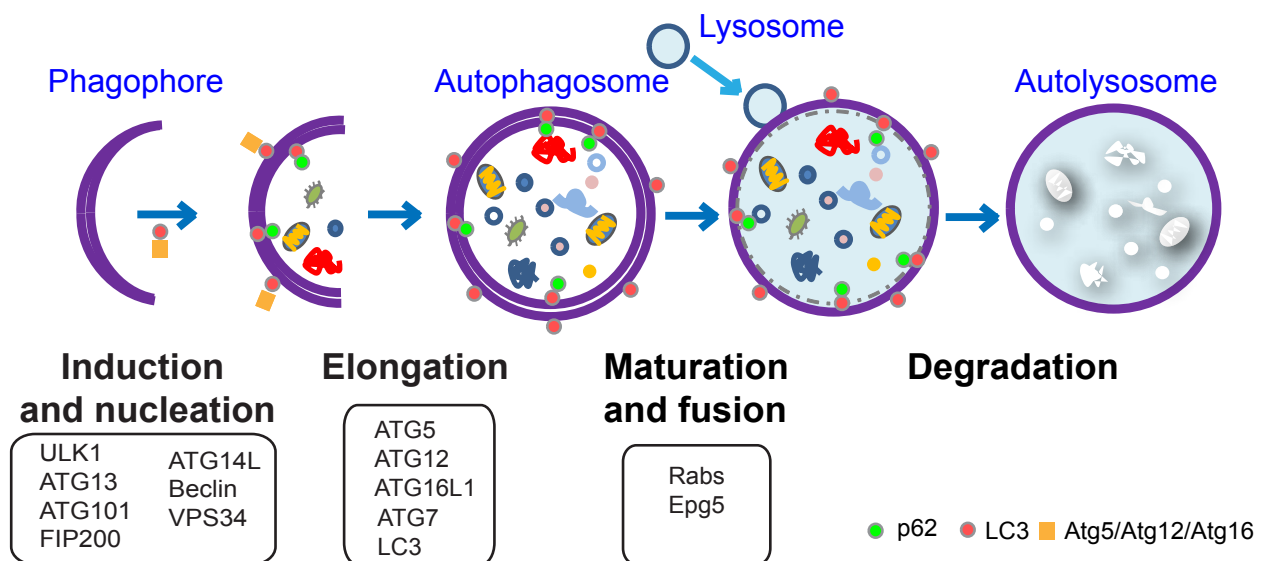 Lysosome
Phagophore
Autophagosome
Autolysosome
Induction
and nucleation
Elongation
Maturation
and fusion
Degradation
ULK1
ATG13
ATG101
FIP200
ATG14L
Beclin
VPS34
ATG5
ATG12
ATG16L1
ATG7
LC3
Rabs
Epg5
p62
LC3
Atg5/Atg12/Atg16